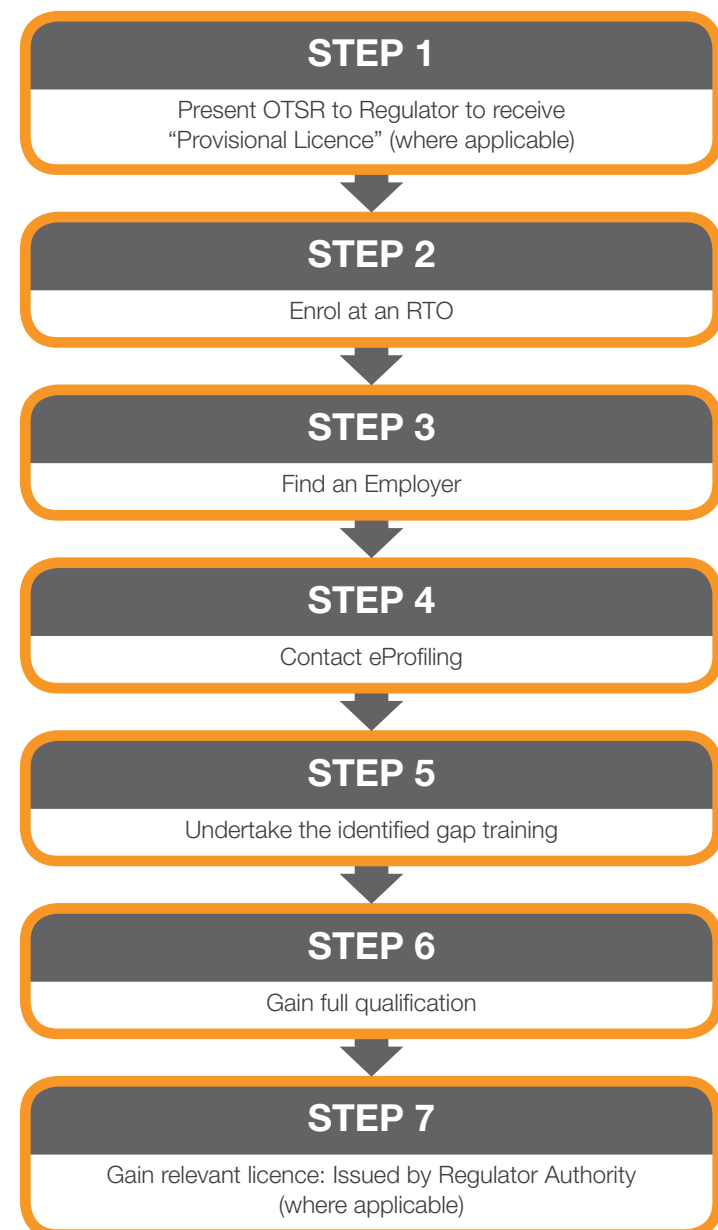 STEP 1
Present OTSR to Regulator to receive
“Provisional Licence” (where applicable)
STEP 2
Enrol at an RTO
STEP 3
Find an Employer
STEP 4
Contact eProfiling
STEP 5
Undertake the identified gap training
STEP 6
Gain full qualification
STEP 7
Gain relevant licence: Issued by Regulator Authority
(where applicable)